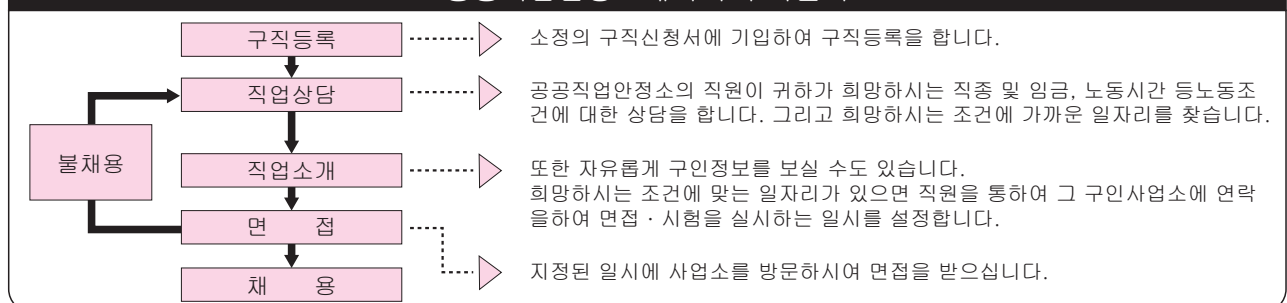 구직등록
소정의 구직신청서에 기입하여 구직등록을 합니다.
직업상담
공공직업안정소의 직원이 귀하가 희망하시는 직종 및 임금, 노동시간 등노동조
건에 대한 상담을 합니다. 그리고 희망하시는 조건에 가까운 일자리를 찾습니다.
불채용
직업소개
또한 자유롭게 구인정보를 보실 수도 있습니다.
희망하시는 조건에 맞는 일자리가 있으면 직원을 통하여 그 구인사업소에 연락
을하여 면접 · 시험을 실시하는 일시를 설정합니다.
면 접
지정된 일시에 사업소를 방문하시여 면접을 받으십니다.
채 용